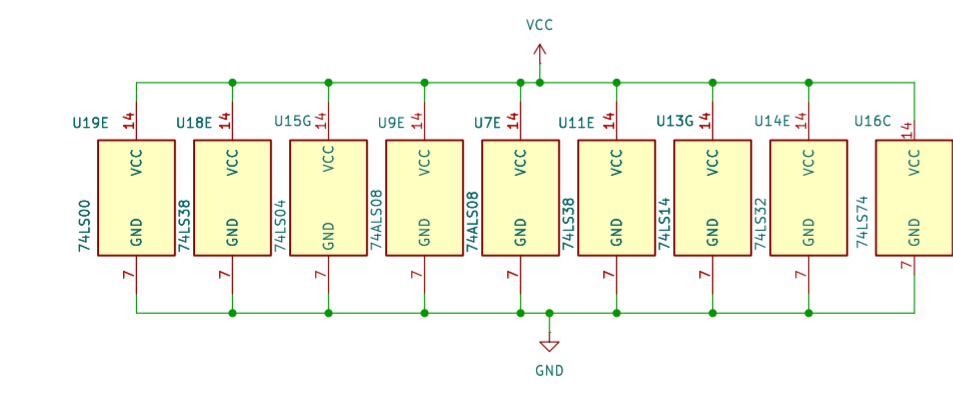 VCC
U19E 14 U18E 14 U15G 14 U9E 14 U7E 14 U11E 14 U13G 14 U14E 14 U16C 14
VCC VCC VCC VCC VCC VCC VCC VCC VCC
74LS00 74LS38 74LS04 74ALS08 74ALS08 74LS38 74LS14 74LS32 74LS74
GND GND GND GND GND GND GND GND GND
7 7 7 7 7 7 7 7 7
GND